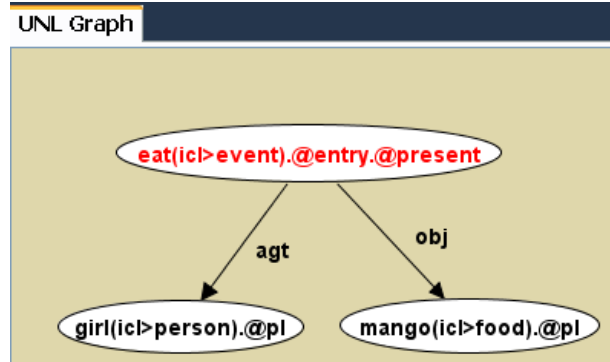 UNL Graph
eat(icl>event).@entry.@present
agt
obj
girl(icl>person).@pl
mango(icl>food).@pl